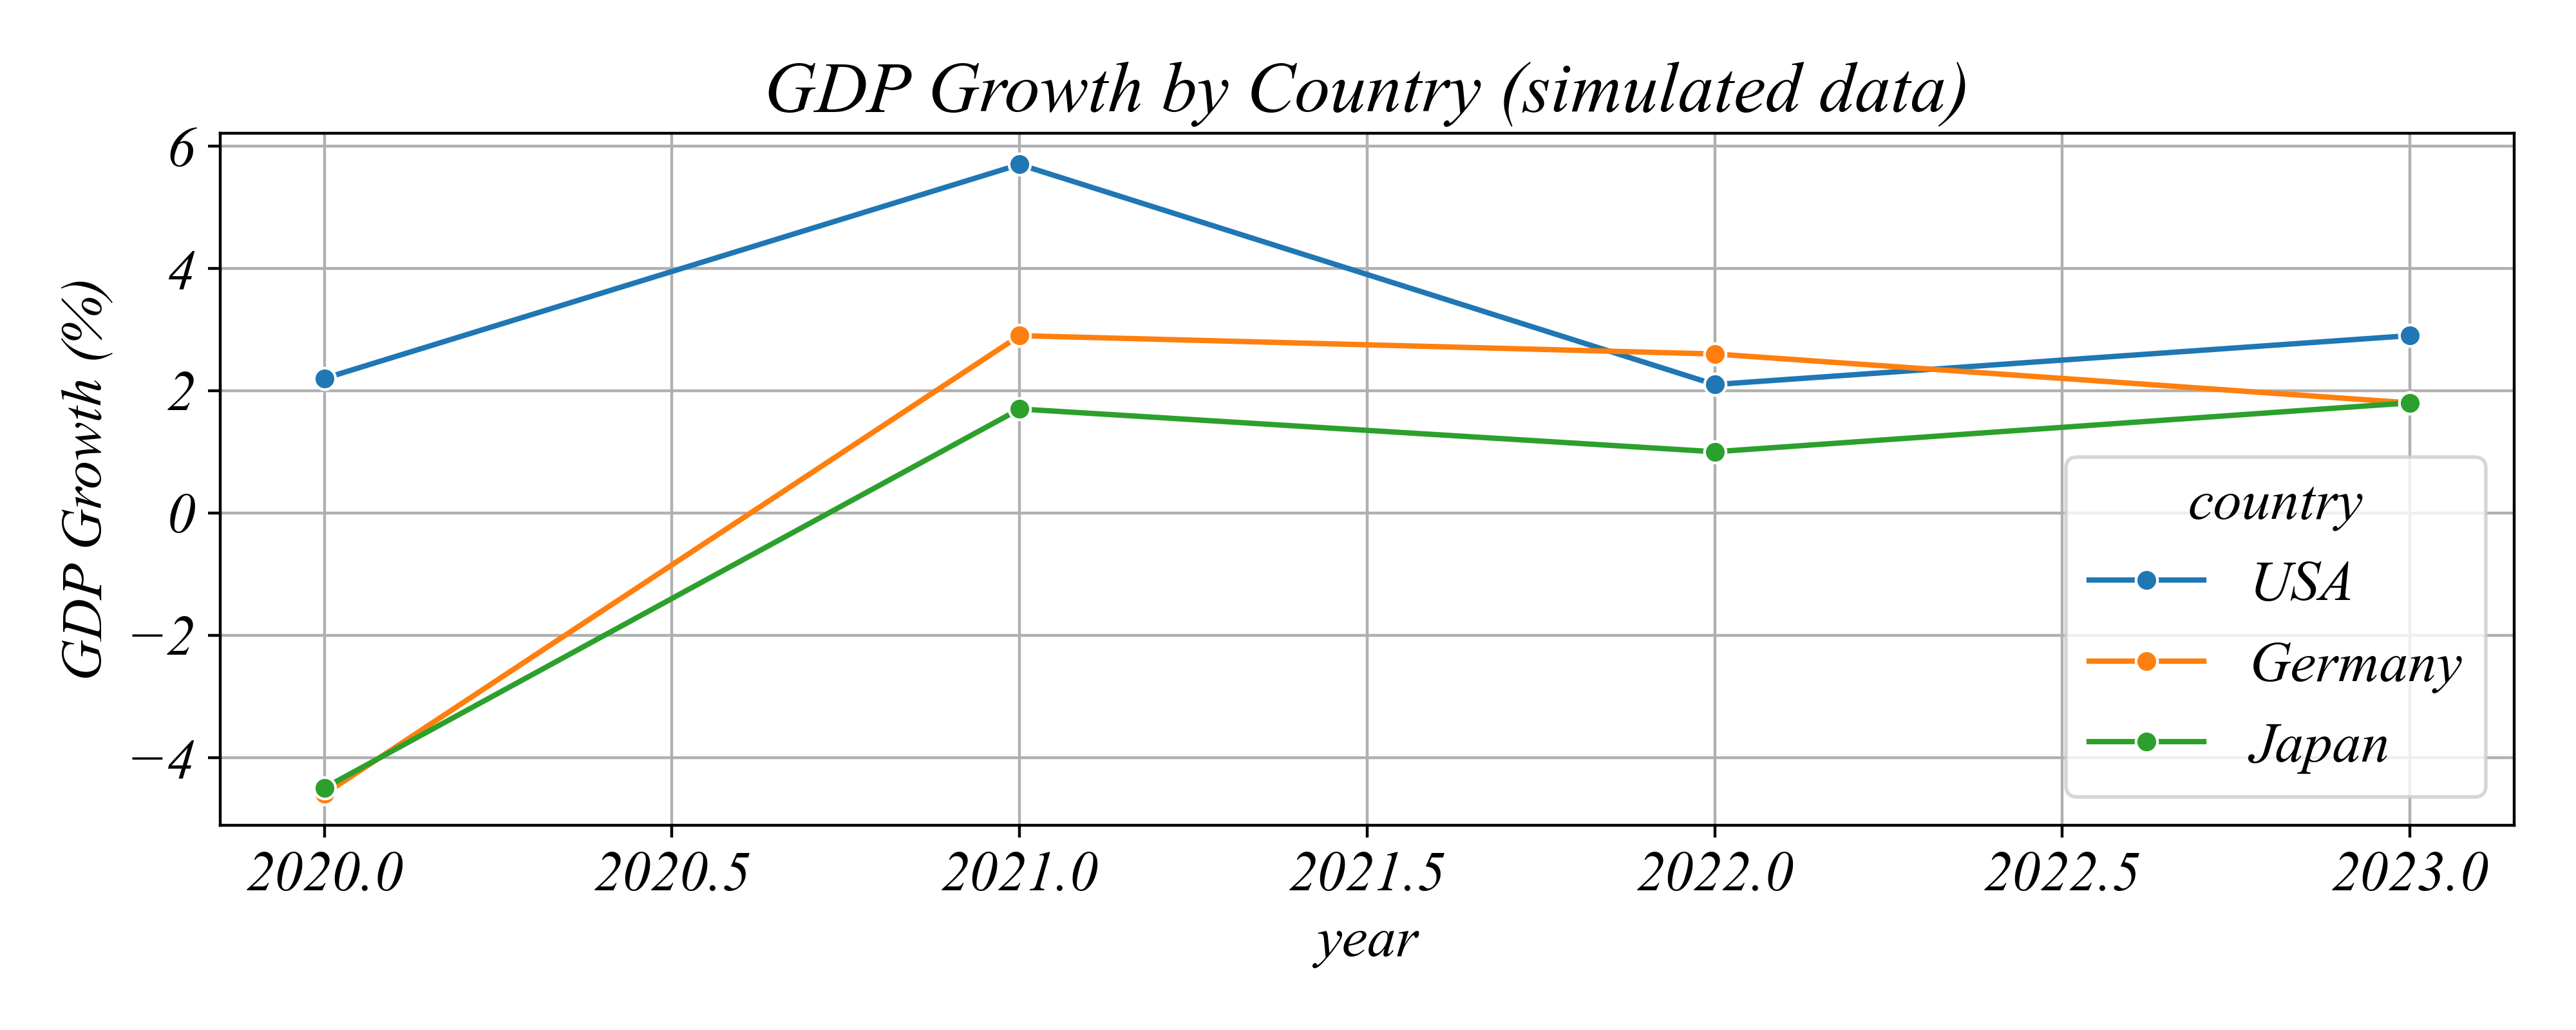 GDP Growth by Country (simulated data)
GDP Growth (%)
6
4
2
0
−2
−4
country
USA
Germany
Japan
2020.0 2020.5 2021.0 2021.5 2022.0 2022.5 2023.0
year